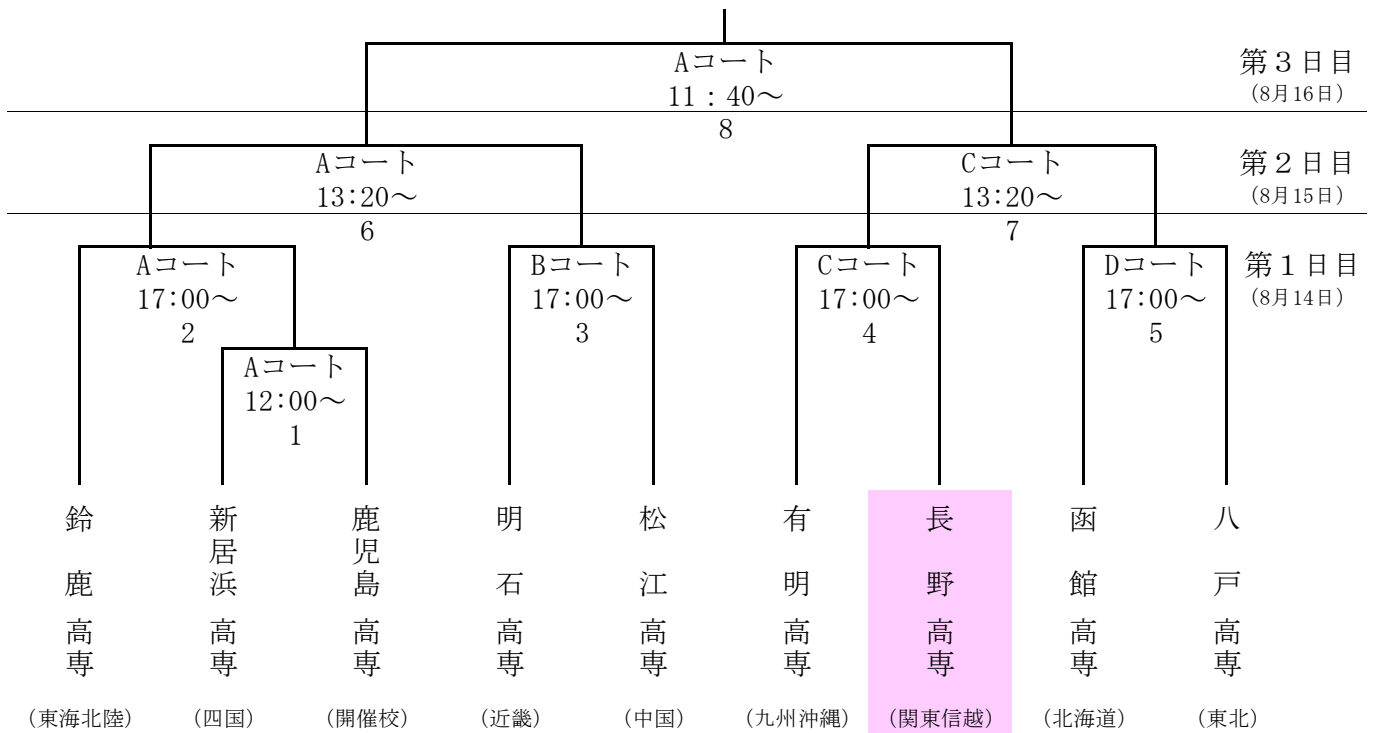 Aコート
11：40～
8
第３日目
(8月16日)
Aコート
13:20～
6
Cコート
13:20～
7
第２日目
(8月15日)
Aコート
17:00～
2
Bコート
17:00～
3
Cコート
17:00～
4
Dコート
17:00～
5
第１日目
(8月14日)
Aコート
12:00～
1
鈴鹿高専
新居浜高専
鹿児島高専
明石高専
松江高専
有明高専
長野高専
函館高専
八戸高専
(東海北陸)
(四国)
(開催校)
(近畿)
(中国)
(九州沖縄)
(関東信越)
(北海道)
(東北)